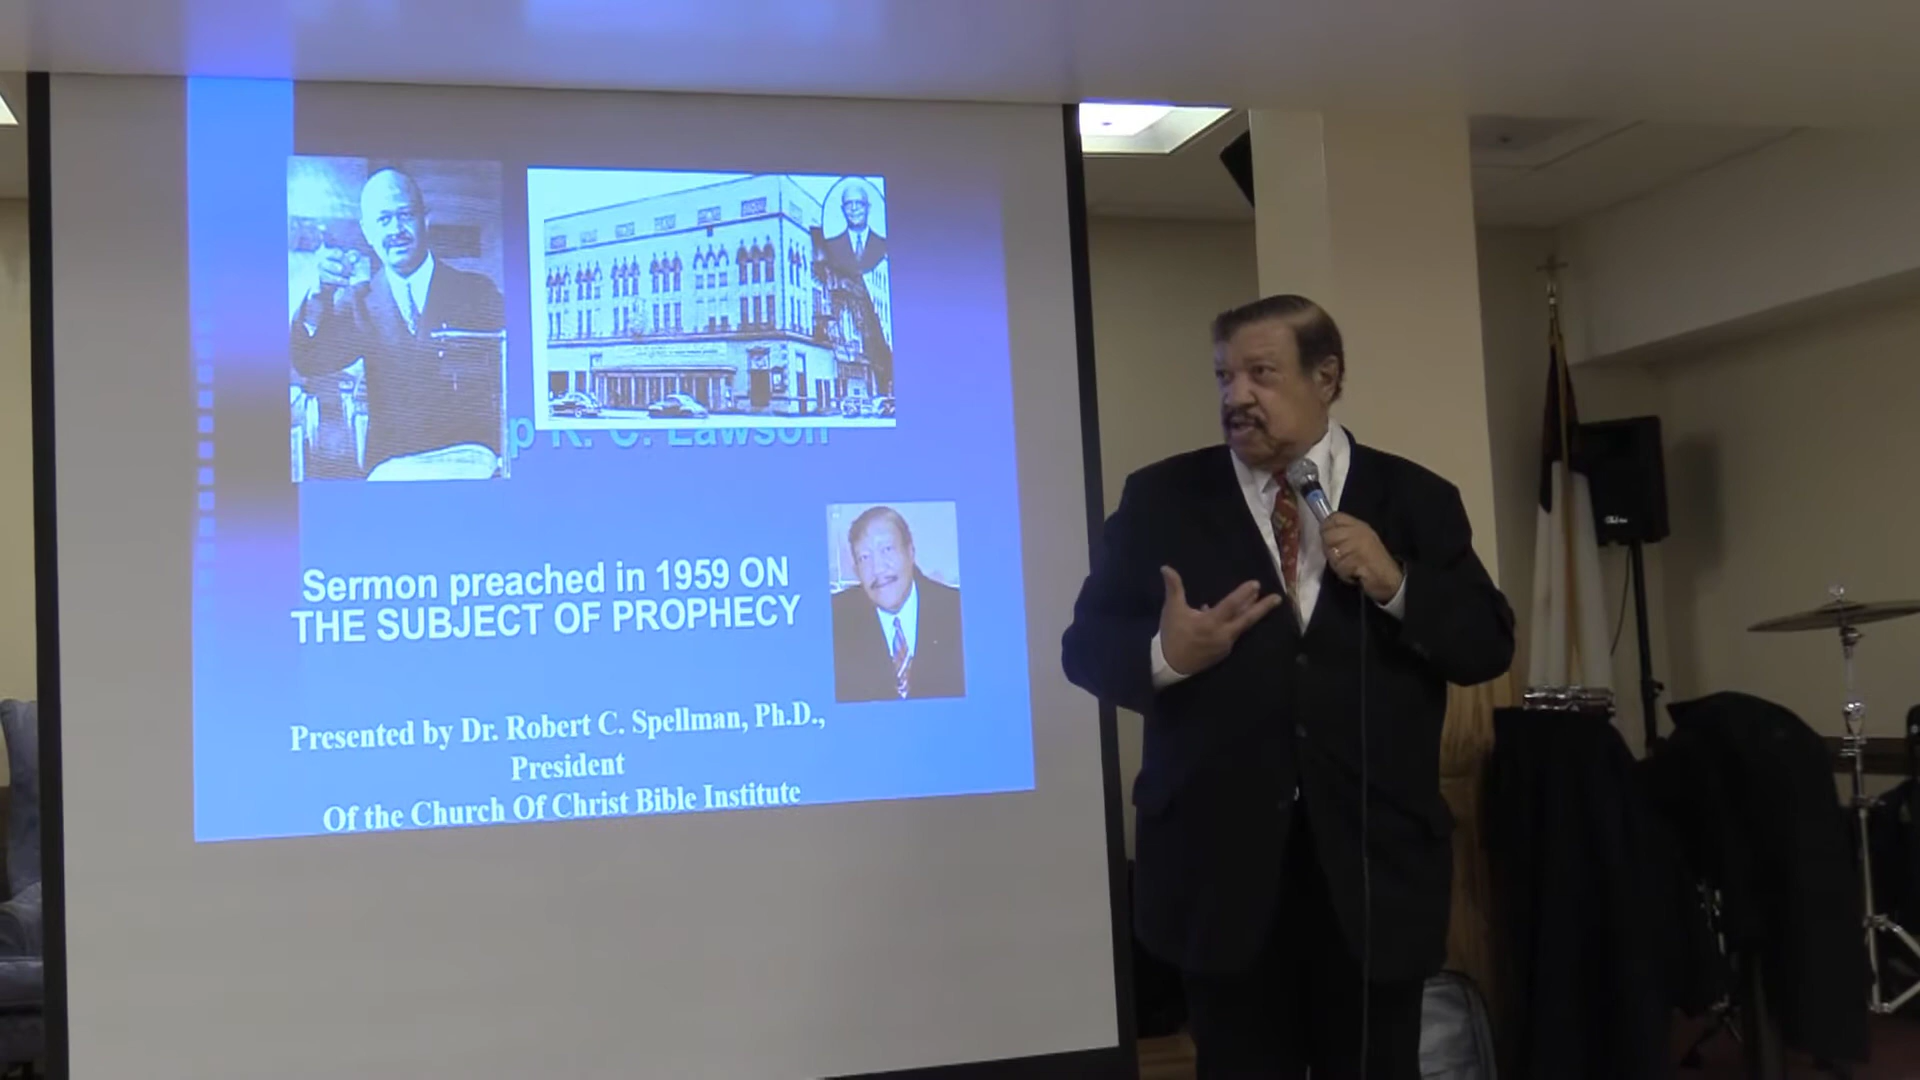 R. C. Lawson
Sermon preached in 1959 ON
THE SUBJECT OF PROPHECY
Presented by Dr. Robert C. Spellman, Ph.D.,
President
Of the Church Of Christ Bible Institute